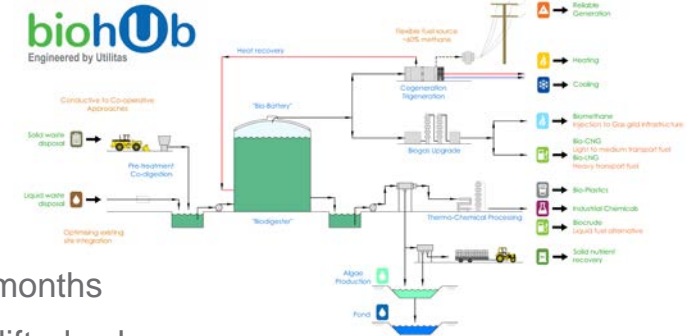 biohUb
Engineered by Utilitas
Conductive to Co-operative
Approaches
Solid waste
disposal
Pre-treatment
Co-digestion
Liquid waste
disposal
Optimising existing
site integration
Heat recovery
"Bio-Battery"
"Biodigester"
Flexible fuel source
~60% methane
Cogeneration
Trigeneration
Biogas Upgrade
Thermo-Chemical Processing
Algae
Production
Pond
Reliable
Generation
Heating
Cooling
Biomethane
Injection to Gas-grid infrastructure
Bio-CNG
Light to medium transport fuel
Bio-LNG
Heavy transport fuel
Bio-Plastics
Industrial Chemicals
Biocrude
Liquid fuel alternative
Solid nutrient
recovery
months